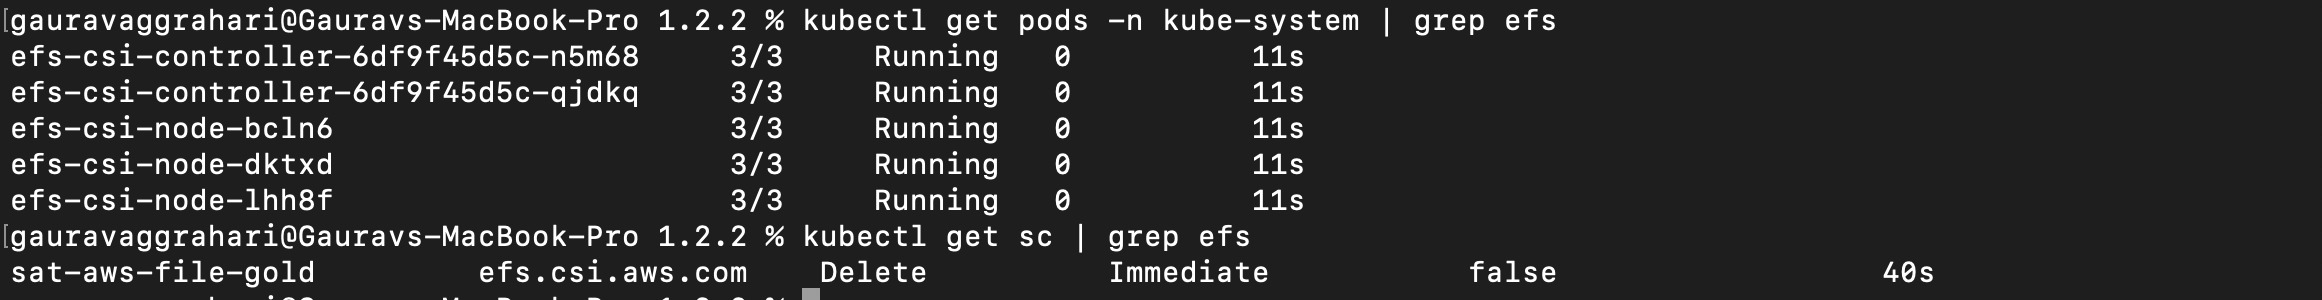 [gauravaggrahari@Gauravs-MacBook-Pro 1.2.2 % kubectl get pods -n kube-system | grep efs
efs-csi-controller-6df9f45d5c-n5m68     3/3     Running   0          11s
efs-csi-controller-6df9f45d5c-qjdkq     3/3     Running   0          11s
efs-csi-node-bcln6                      3/3     Running   0          11s
efs-csi-node-dktxd                      3/3     Running   0          11s
efs-csi-node-lhh8f                      3/3     Running   0          11s
[gauravaggrahari@Gauravs-MacBook-Pro 1.2.2 % kubectl get sc | grep efs
sat-aws-file-gold         efs.csi.aws.com    Delete          Immediate           false                  40s